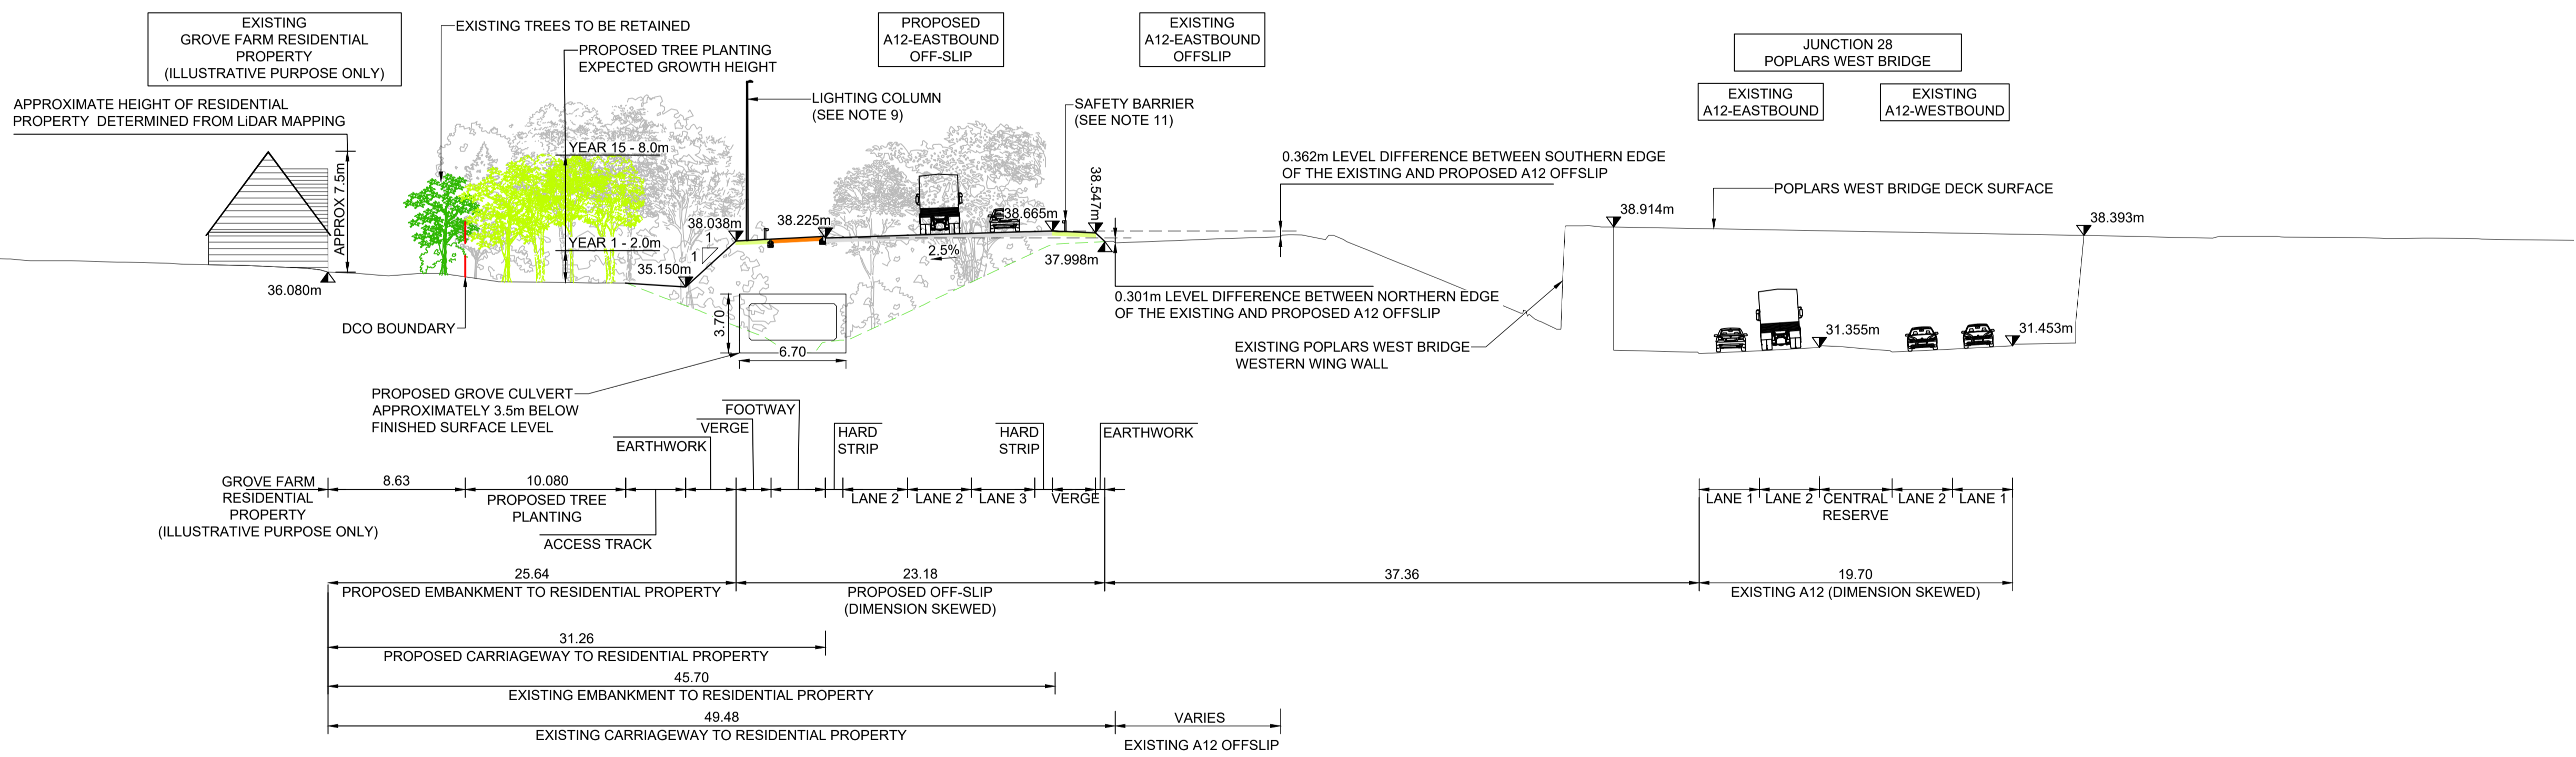 EXISTING
GROVE FARM RESIDENTIAL
PROPERTY
(ILLUSTRATIVE PURPOSE ONLY)
EXISTING TREES TO BE RETAINED
PROPOSED TREE PLANTING
EXPECTED GROWTH HEIGHT
PROPOSED
A12-EASTBOUND
OFF-SLIP
EXISTING
A12-EASTBOUND
OFFSLIP
JUNCTION 28
POPLARS WEST BRIDGE
EXISTING
A12-EASTBOUND
EXISTING
A12-WESTBOUND
APPROXIMATE HEIGHT OF RESIDENTIAL
PROPERTY DETERMINED FROM LiDAR MAPPING
LIGHTING COLUMN
(SEE NOTE 9)
SAFETY BARRIER
(SEE NOTE 11)
YEAR 15 - 8.0m
APPROX 7.5m
0.362m LEVEL DIFFERENCE BETWEEN SOUTHERN EDGE
OF THE EXISTING AND PROPOSED A12 OFFSLIP
POPLARS WEST BRIDGE DECK SURFACE
38.038m
38.225m
38.665m
38.547m
38.914m
38.393m
YEAR 1 - 2.0m
1
1
2.5%
35.150m
37.998m
36.080m
0.301m LEVEL DIFFERENCE BETWEEN NORTHERN EDGE
OF THE EXISTING AND PROPOSED A12 OFFSLIP
DCO BOUNDARY
3.70
6.70
31.355m
31.453m
EXISTING POPLARS WEST BRIDGE
WESTERN WING WALL
PROPOSED GROVE CULVERT
APPROXIMATELY 3.5m BELOW
FINISHED SURFACE LEVEL
FOOTWAY
VERGE
EARTHWORK
HARD
STRIP
HARD
STRIP
EARTHWORK
GROVE FARM
RESIDENTIAL
PROPERTY
(ILLUSTRATIVE PURPOSE ONLY)
8.63
10.080
PROPOSED TREE
PLANTING
ACCESS TRACK
LANE 2
LANE 2
LANE 3
VERGE
LANE 1
LANE 2
CENTRAL
RESERVE
LANE 2
LANE 1
25.64
PROPOSED EMBANKMENT TO RESIDENTIAL PROPERTY
23.18
PROPOSED OFF-SLIP
(DIMENSION SKEWED)
37.36
19.70
EXISTING A12 (DIMENSION SKEWED)
31.26
PROPOSED CARRIAGEWAY TO RESIDENTIAL PROPERTY
45.70
EXISTING EMBANKMENT TO RESIDENTIAL PROPERTY
49.48
EXISTING CARRIAGEWAY TO RESIDENTIAL PROPERTY
VARIES
EXISTING A12 OFFSLIP